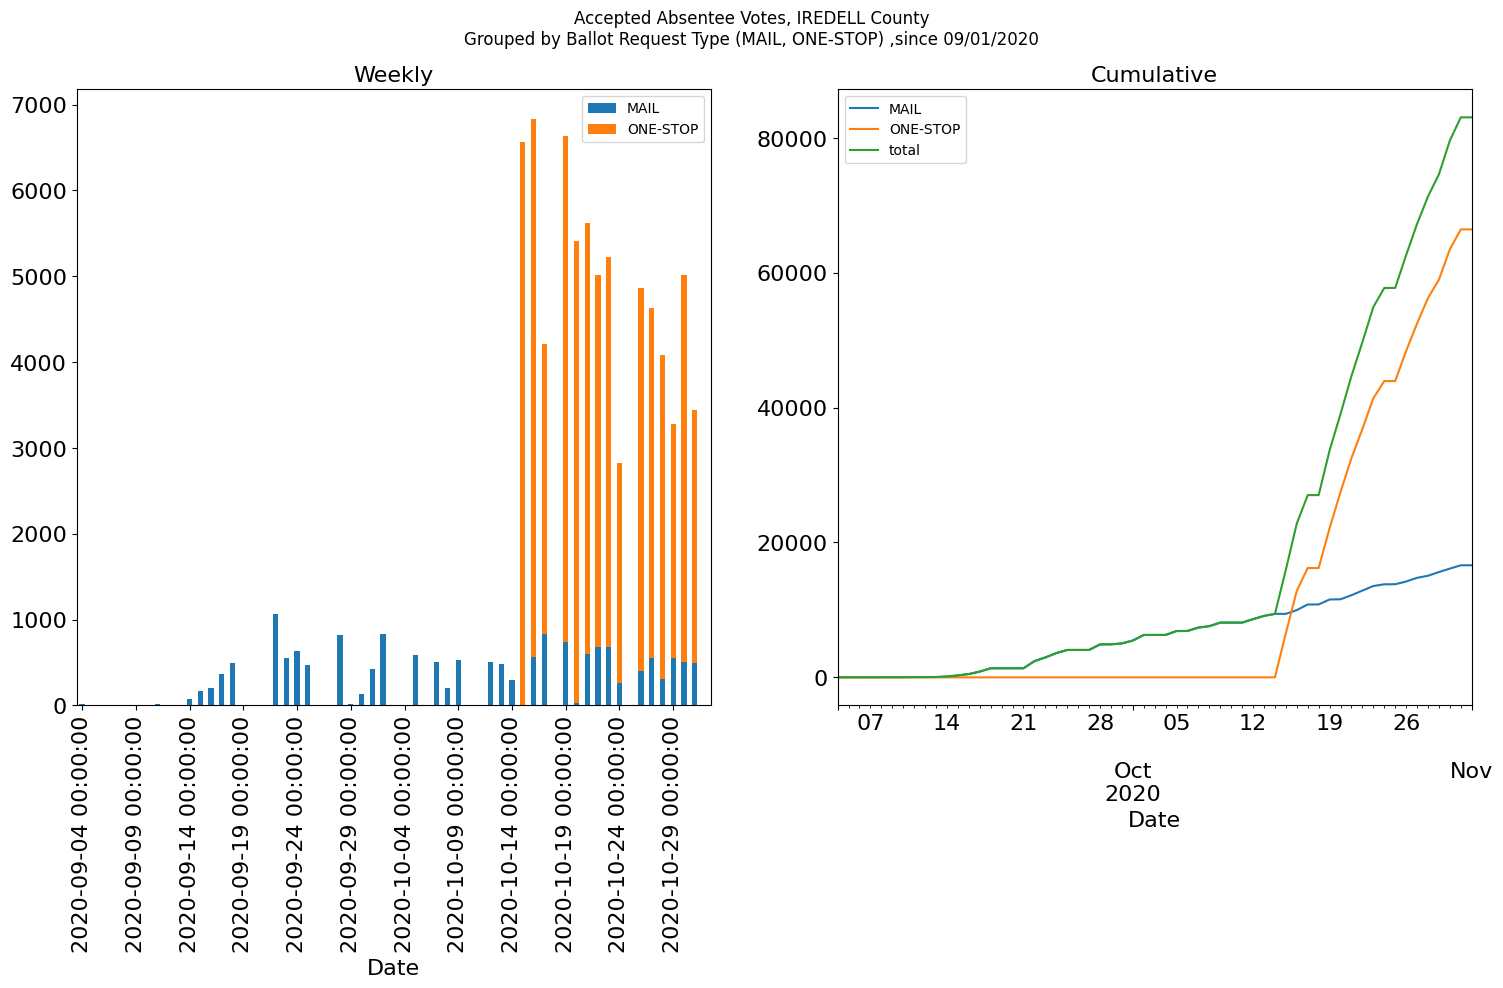 Accepted Absentee Votes, IREDELL County
Grouped by Ballot Request Type (MAIL, ONE-STOP) ,since 09/01/2020
Weekly
MAIL
ONE-STOP
7000
6000
5000
4000
3000
2000
1000
0
2020-09-04 00:00:00
2020-09-09 00:00:00
2020-09-14 00:00:00
2020-09-19 00:00:00
2020-09-24 00:00:00
2020-09-29 00:00:00
2020-10-04 00:00:00
2020-10-09 00:00:00
2020-10-14 00:00:00
2020-10-19 00:00:00
2020-10-24 00:00:00
2020-10-29 00:00:00
Date
Cumulative
MAIL
ONE-STOP
total
80000
60000
40000
20000
0
07 14 21 28 05 12 19 26
Oct Nov
2020
Date